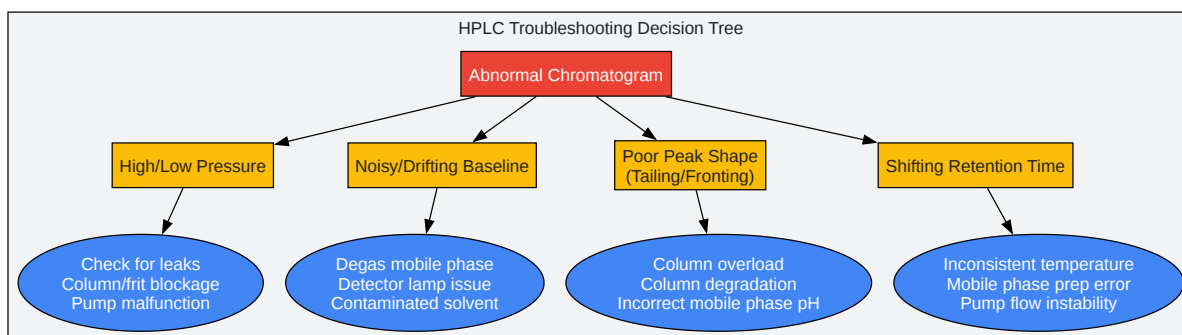 HPLC Troubleshooting Decision Tree
Abnormal Chromatogram
High/Low Pressure
Noisy/Drifting Baseline
Poor Peak Shape
(Tailing/Fronting)
Shifting Retention Time
Check for leaks
Column/frit blockage
Pump malfunction
Degas mobile phase
Detector lamp issue
Contaminated solvent
Column overload
Column degradation
Incorrect mobile phase pH
Inconsistent temperature
Mobile phase prep error
Pump flow instability